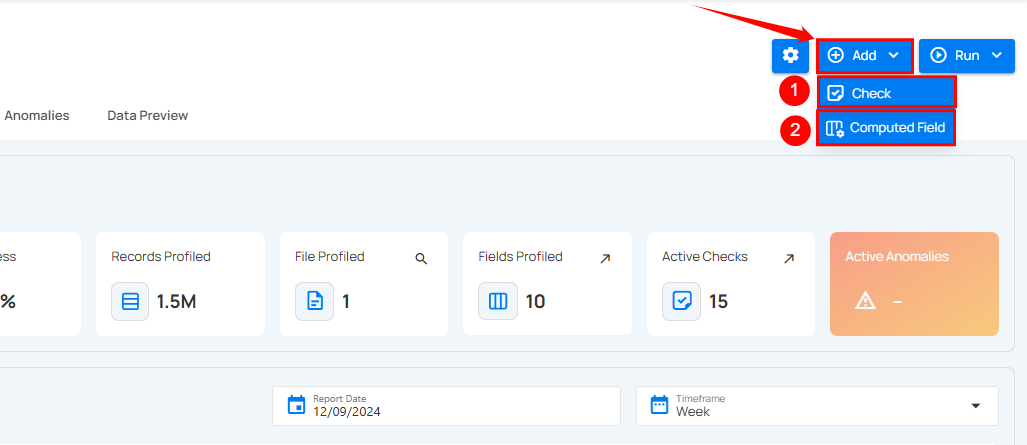 Add
Run
1
Check
2
Computed Field
Anomalies
Data Preview
ess
Records Profiled
File Profiled
Fields Profiled
Active Checks
Active Anomalies
%
1.5M
1
10
15
–
Report Date
12/09/2024
Timeframe
Week